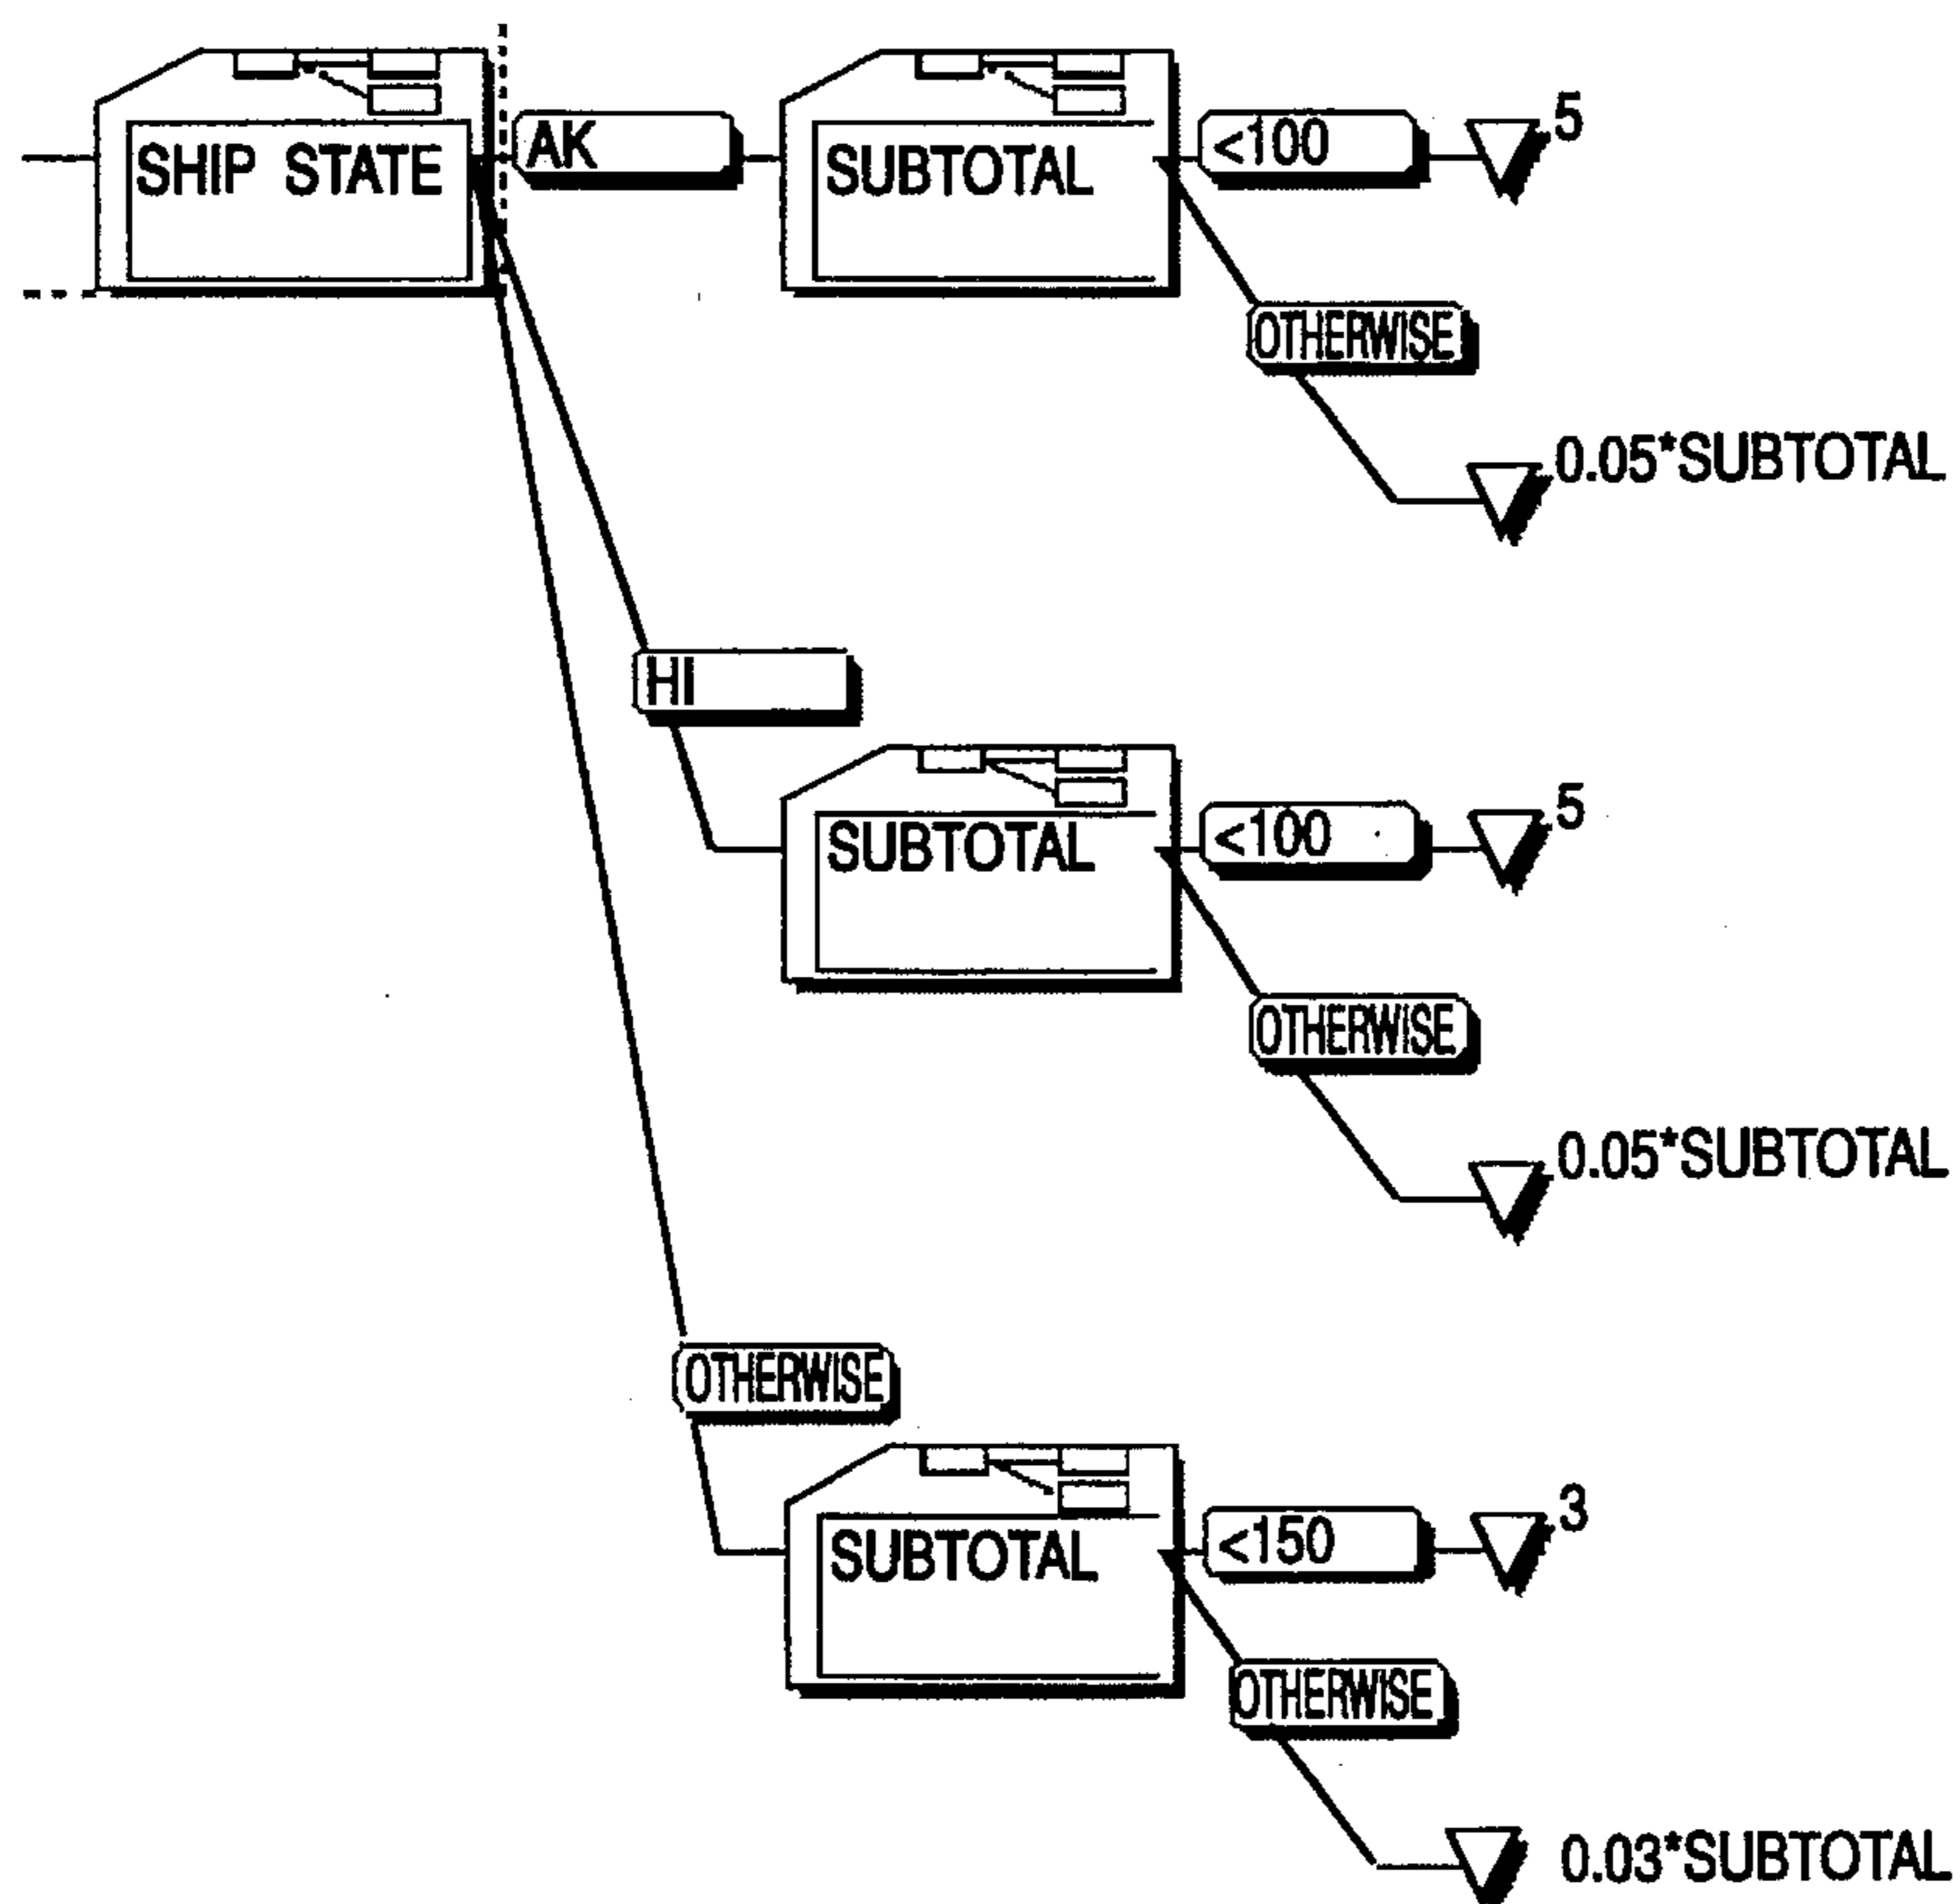 SHIP STATE
AK
SUBTOTAL
<100
5
OTHERWISE
0.05*SUBTOTAL
HI
SUBTOTAL
<100
5
OTHERWISE
0.05*SUBTOTAL
OTHERWISE
SUBTOTAL
<150
3
OTHERWISE
0.03*SUBTOTAL